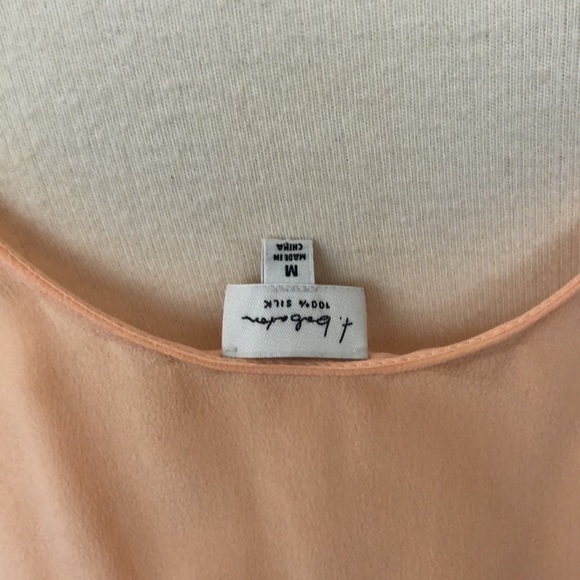 t. babaton
100% SILK
M
MADE IN
CHINA